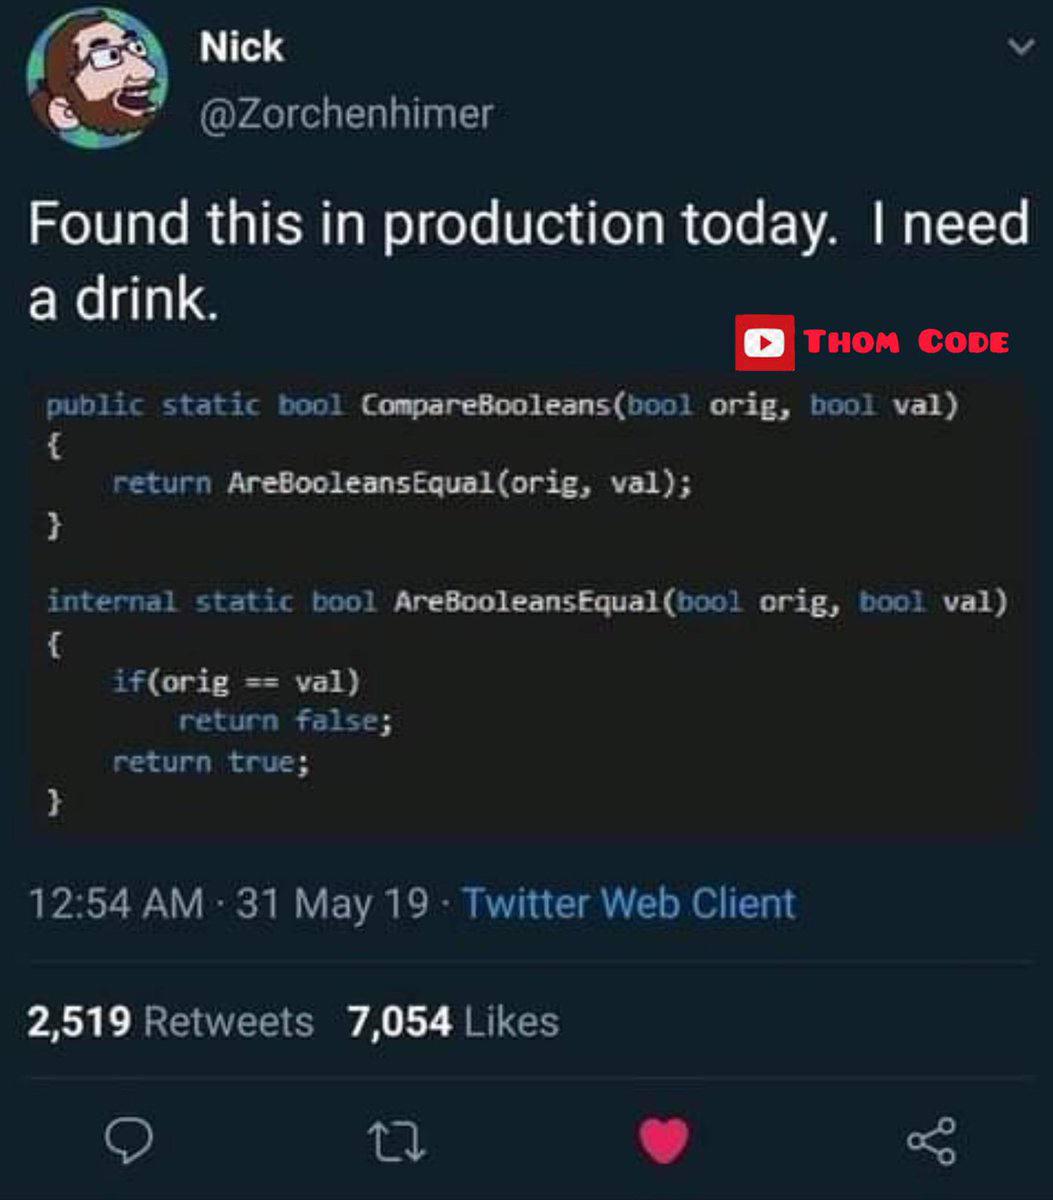 Nick
@Zorchenhimer
Found this in production today.  I need
a drink.
THOM CODE
public static bool CompareBooleans(bool orig, bool val)
{
    return AreBooleansEqual(orig, val);
}
internal static bool AreBooleansEqual(bool orig, bool val)
{
    if(orig == val)
        return false;
    return true;
}
12:54 AM · 31 May 19 · Twitter Web Client
2,519 Retweets 7,054 Likes